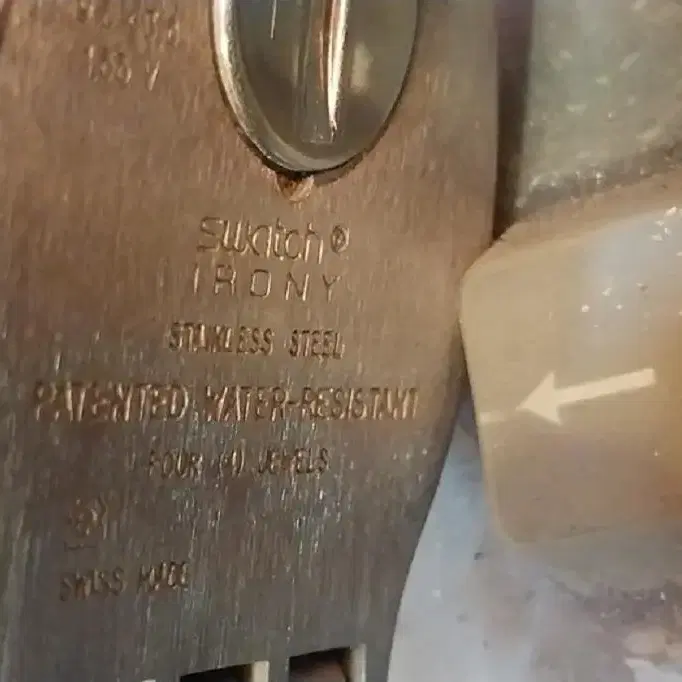 swatch®
IRONY
STAINLESS STEEL
PATENTED WATER-RESISTANT
FOUR (4) JEWELS
SWISS MADE